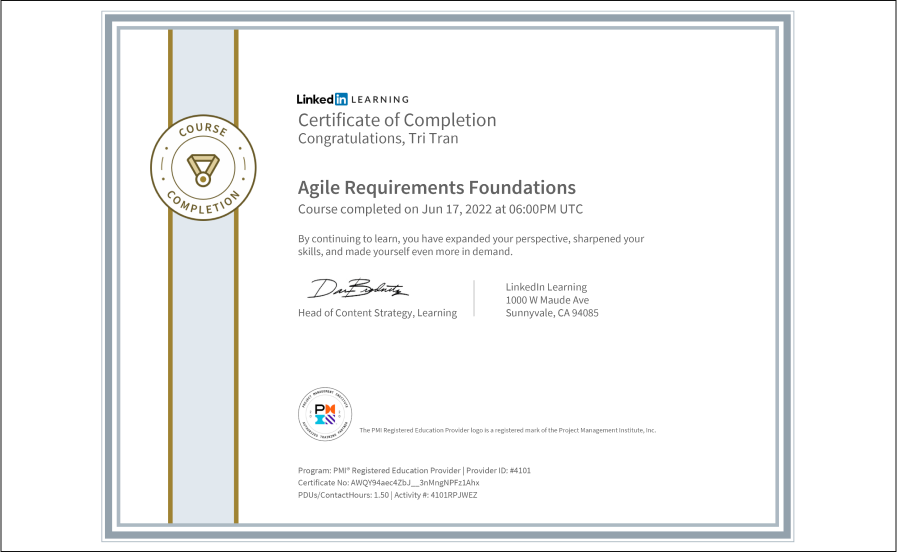 COURSE
COMPLETION
LinkedIn LEARNING
Certificate of Completion
Congratulations, Tri Tran
Agile Requirements Foundations
Course completed on Jun 17, 2022 at 06:00PM UTC
By continuing to learn, you have expanded your perspective, sharpened your
skills, and made yourself even more in demand.
Head of Content Strategy, Learning
LinkedIn Learning
1000 W Maude Ave
Sunnyvale, CA 94085
PROJECT MANAGEMENT INSTITUTE
PM
AUTHORIZED TRAINING PARTNER
The PMI Registered Education Provider logo is a registered mark of the Project Management Institute, Inc.
Program: PMI® Registered Education Provider | Provider ID: #4101
Certificate No: AWQY94aec4ZbJ__3nMngNPFz1Ahx
PDUs/ContactHours: 1.50 | Activity #: 4101RPJWEZ